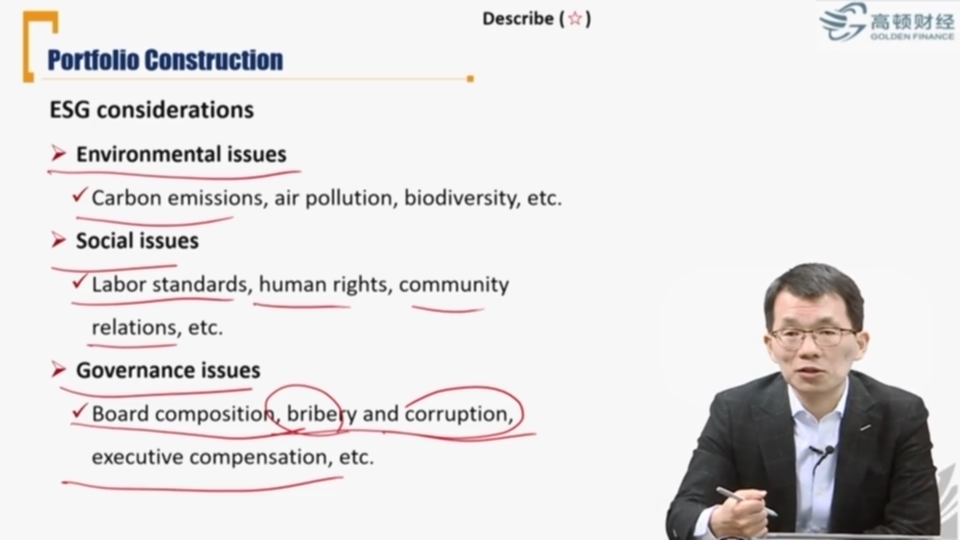 Describe (☆)
高顿财经
GOLDEN FINANCE
Portfolio Construction
ESG considerations
➢ Environmental issues
✓ Carbon emissions, air pollution, biodiversity, etc.
➢ Social issues
✓ Labor standards, human rights, community
relations, etc.
➢ Governance issues
✓ Board composition, bribery and corruption,
executive compensation, etc.